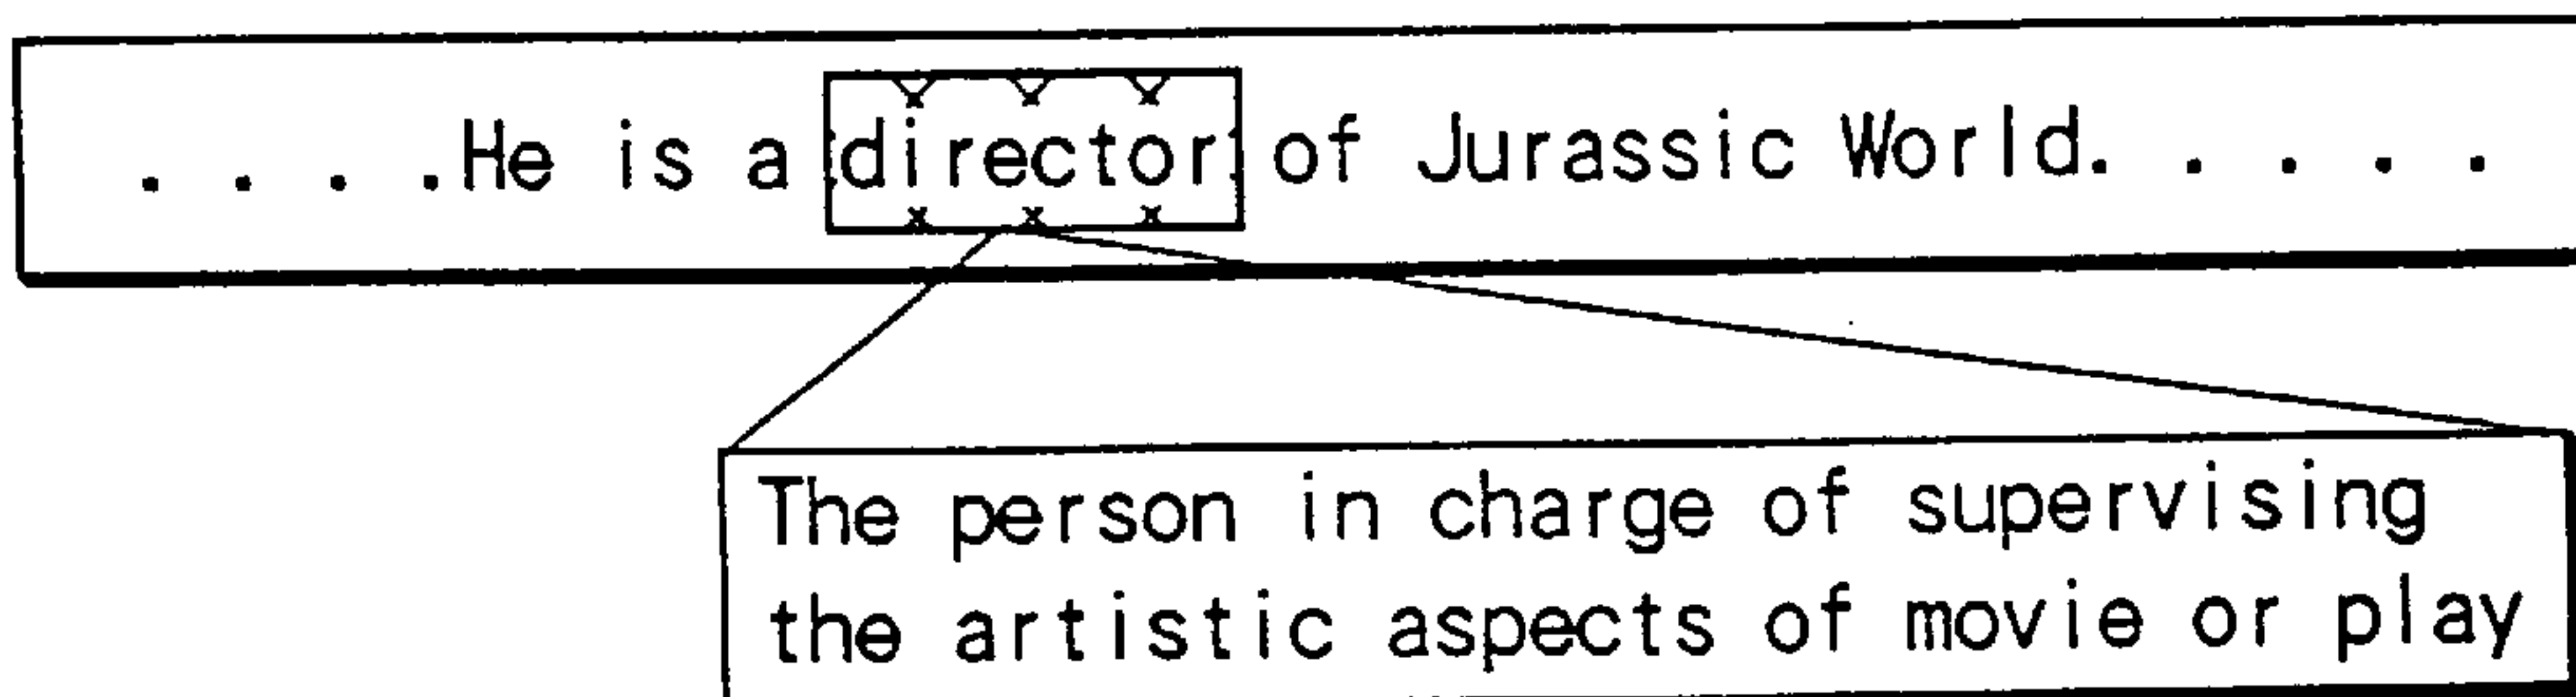 . . . .He is a director of Jurassic World. . . . .
The person in charge of supervising
the artistic aspects of movie or play